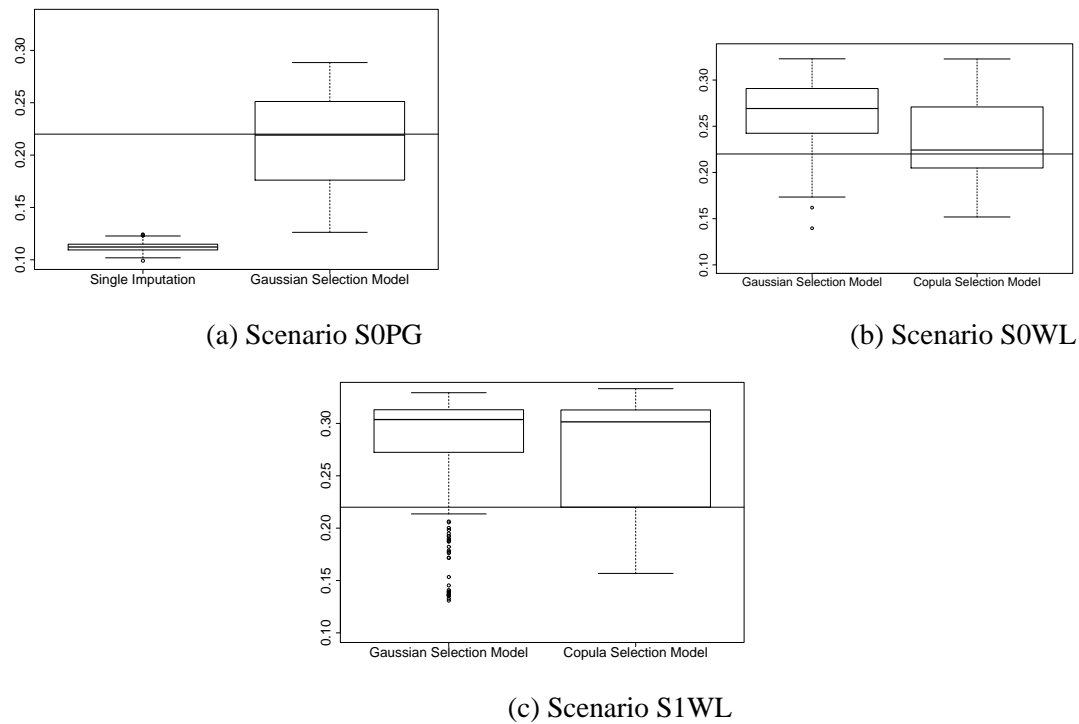 0.30
0.25
0.20
0.15
0.10
Single Imputation Gaussian Selection Model
(a) Scenario S0PG
0.30
0.25
0.20
0.15
0.10
Gaussian Selection Model Copula Selection Model
(b) Scenario S0WL
0.30
0.25
0.20
0.15
0.10
Gaussian Selection Model Copula Selection Model
(c) Scenario S1WL